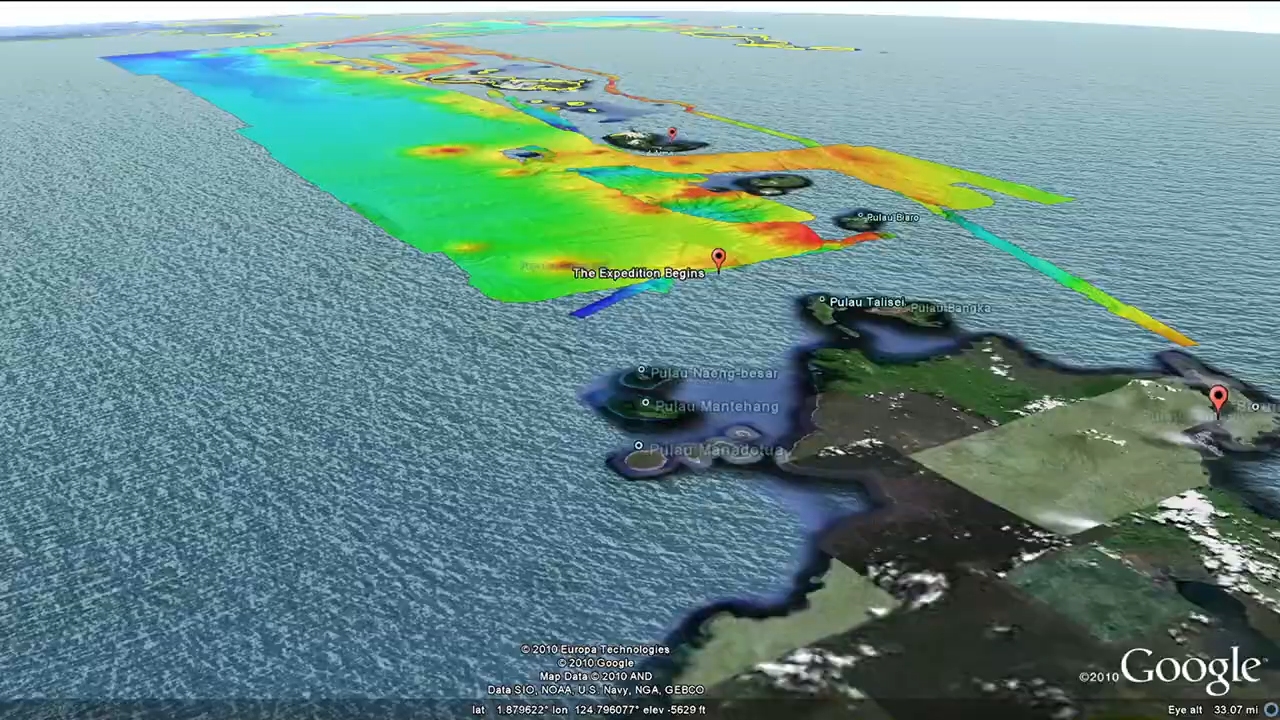 Pulau Biaro
The Expedition Begins
Pulau Talisei
Pulau Bangka
Pulau Naeng-besar
Pulau Mantehang
Pulau Manadotua
© 2010 Europa Technologies
© 2010 Google
Map Data © 2010 AND
Data SIO, NOAA, U.S. Navy, NGA, GEBCO
©2010 Google™
lat 1.879622° lon 124.796077° elev -5629 ft
Eye alt 33.07 mi